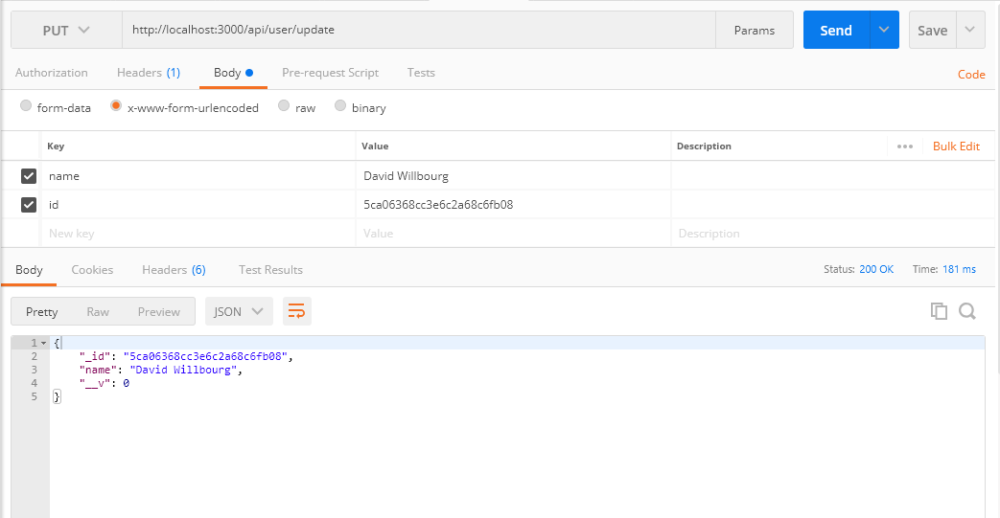 PUT http://localhost:3000/api/user/update Params Send Save
Authorization Headers (1) Body Pre-request Script Tests Code
form-data x-www-form-urlencoded raw binary
Key Value Description ••• Bulk Edit
name David Willbourg
id 5ca06368cc3e6c2a68c6fb08
New key Value Description
Body Cookies Headers (6) Test Results Status: 200 OK Time: 181 ms
Pretty Raw Preview JSON
1 {
2 "_id": "5ca06368cc3e6c2a68c6fb08",
3 "name": "David Willbourg",
4 "__v": 0
5 }